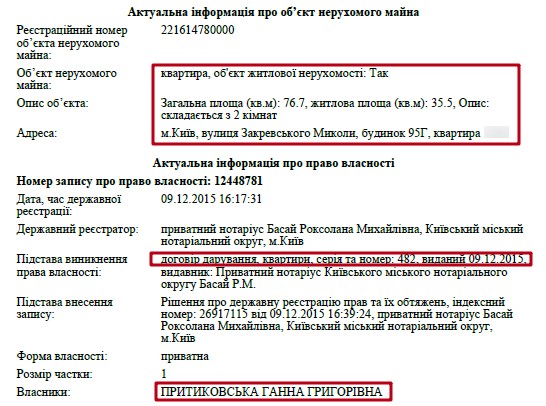 Актуальна інформація про об’єкт нерухомого майна
Реєстраційний номер об’єкта нерухомого майна: 221614780000
Об’єкт нерухомого майна: квартира, об'єкт житлової нерухомості: Так
Опис об’єкта: Загальна площа (кв.м): 76.7, житлова площа (кв.м): 35.5, Опис: складається з 2 кімнат
Адреса: м.Київ, вулиця Закревського Миколи, будинок 95Г, квартира
Актуальна інформація про право власності
Номер запису про право власності: 12448781
Дата, час державної реєстрації: 09.12.2015 16:17:31
Державний реєстратор: приватний нотаріус Басай Роксолана Михайлівна, Київський міський нотаріальний округ, м.Київ
Підстава виникнення права власності: договір дарування, квартири, серія та номер: 482, виданий 09.12.2015, видавник: Приватний нотаріус Київського міського нотаріального округу Басай Р.М.
Підстава внесення запису: Рішення про державну реєстрацію прав та їх обтяжень, індексний номер: 26917115 від 09.12.2015 16:39:24, приватний нотаріус Басай Роксолана Михайлівна, Київський міський нотаріальний округ, м.Київ
Форма власності: приватна
Розмір частки: 1
Власники: ПРИТИКОВСЬКА ГАННА ГРИГОРІВНА